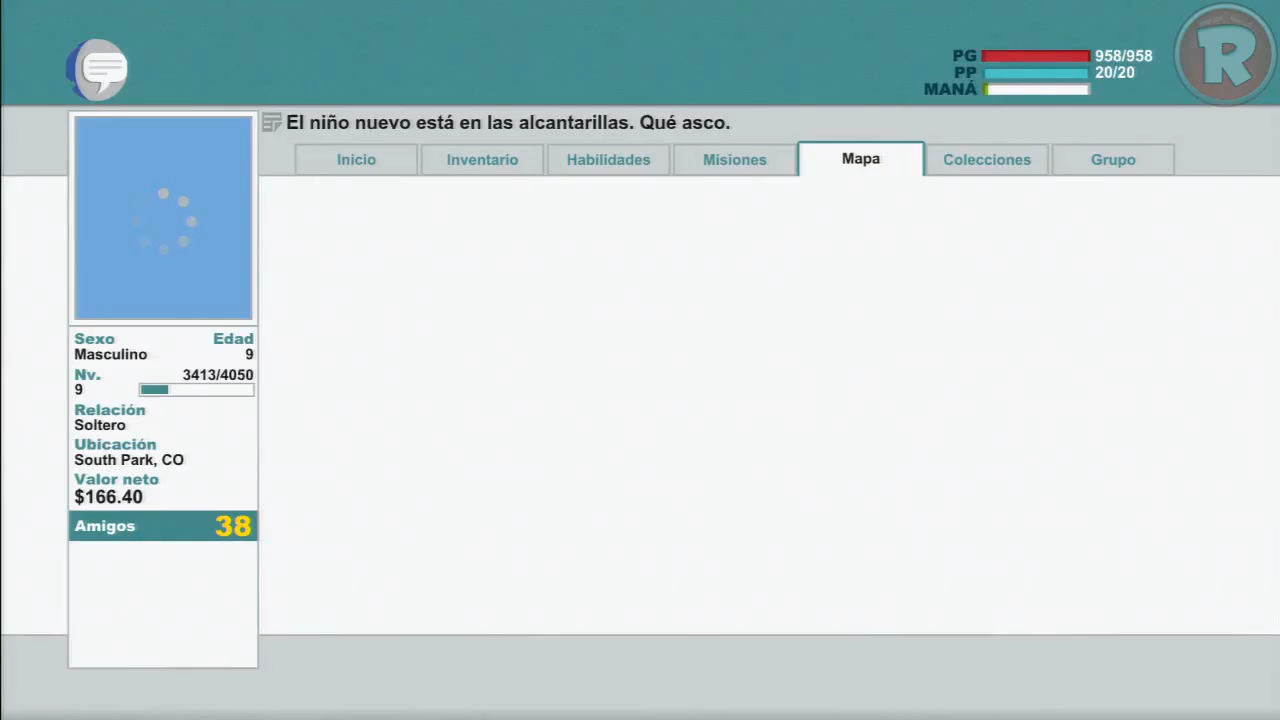 PG 958/958
PP 20/20
MANÁ
R
El niño nuevo está en las alcantarillas. Qué asco.
Inicio Inventario Habilidades Misiones Mapa Colecciones Grupo
Sexo Edad
Masculino 9
Nv. 3413/4050
9
Relación
Soltero
Ubicación
South Park, CO
Valor neto
$166.40
Amigos 38